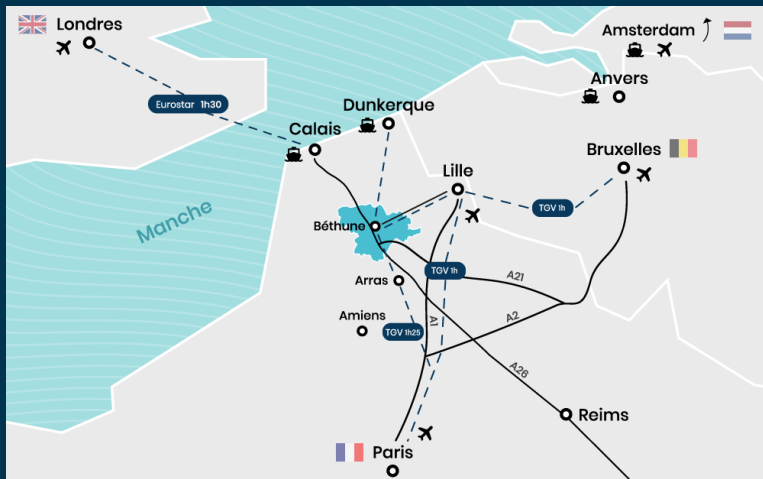 Londres
Amsterdam
Anvers
Eurostar 1h30
Dunkerque
Calais
Lille
Bruxelles
TGV 1h
Manche
Béthune
TGV 1h
A21
Arras
Amiens
TGV 1h25
A1
A2
A26
Reims
Paris